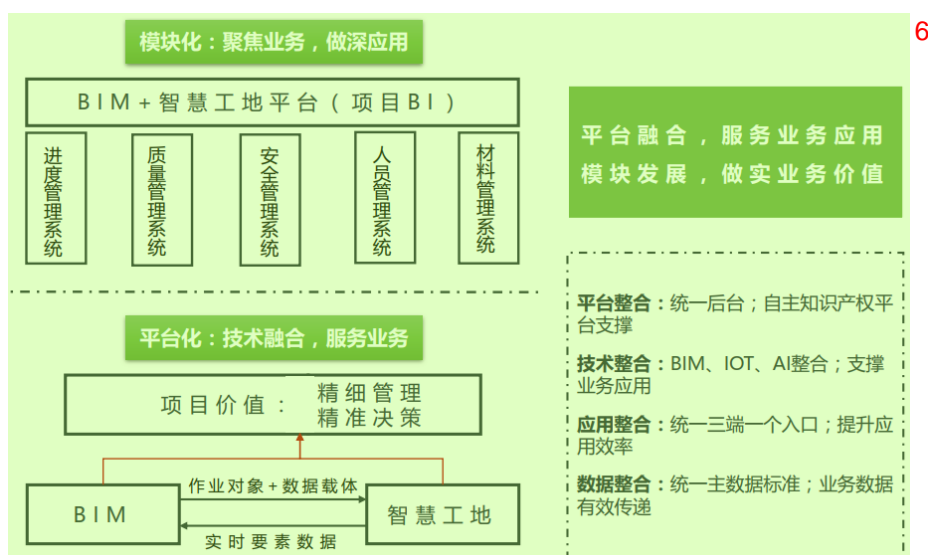 模块化：聚焦业务，做深应用
6
BIM+智慧工地平台（项目BI）
进度管理系统
质量管理系统
安全管理系统
人员管理系统
材料管理系统
平台融合，服务业务应用
模块发展，做实业务价值
平台化：技术融合，服务业务
项目价值：
精细管理
精准决策
作业对象+数据载体
BIM
智慧工地
实时要素数据
平台整合：统一后台；自主知识产权平
台支撑
技术整合：BIM、IOT、AI整合；支撑
业务应用
应用整合：统一三端一个入口；提升应
用效率
数据整合：统一主数据标准；业务数据
有效传递